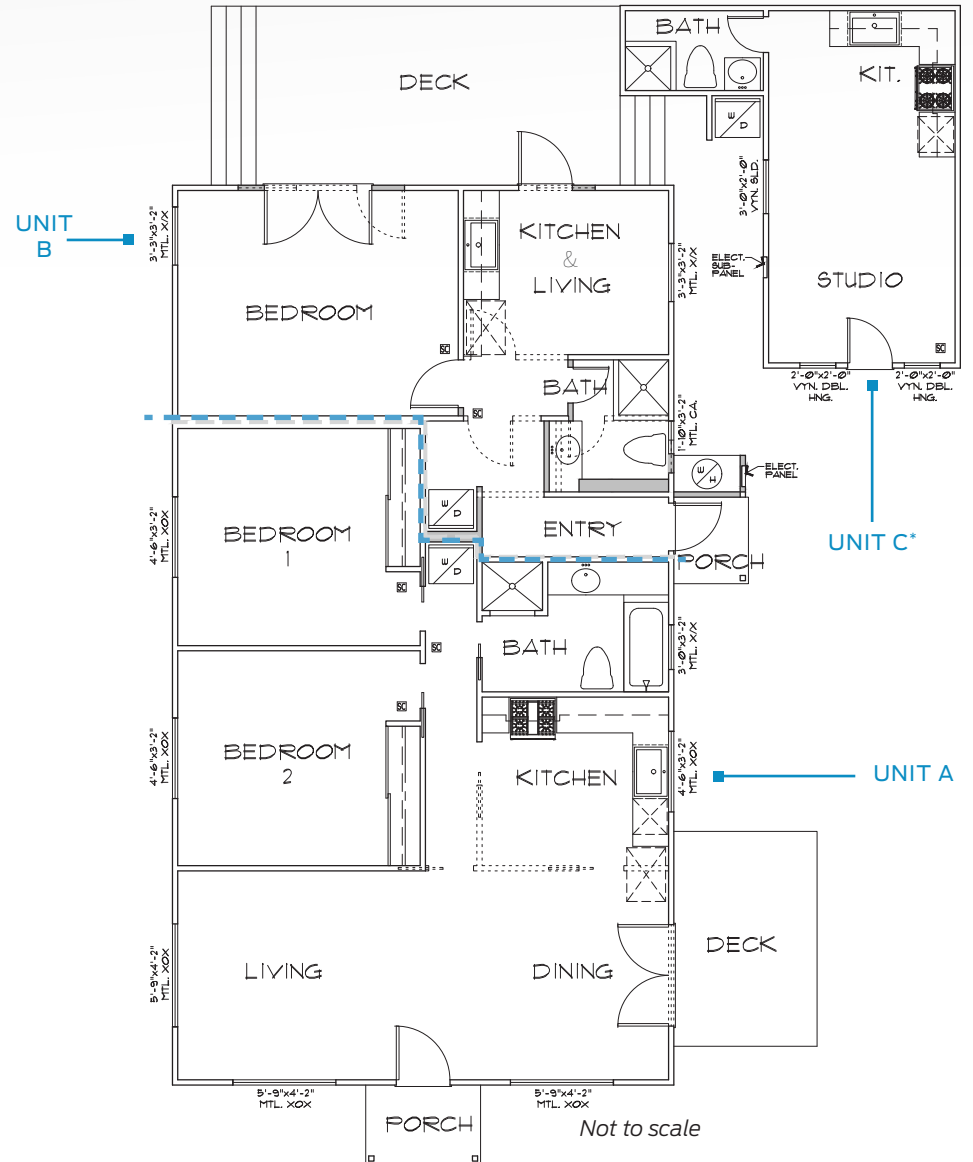 BATH
DECK
KIT.
E
D
3'-0"x2'-0"
VYN. SLD.
UNIT
B
3'-3"x3'-2"
MTL. X/X
KITCHEN
&
LIVING
3'-3"x3'-2"
MTL. X/X
ELECT.
SUB-
PANEL
STUDIO
BEDROOM
SC
SC
2'-0"x2'-0"
VYN. DBL.
HNG.
2'-0"x2'-0"
VYN. DBL.
HNG.
BATH
SC
1'-10"x3'-2"
MTL. CA.
E
H
ELECT.
PANEL
E
D
ENTRY
UNIT C*
BEDROOM
1
4'-6"x3'-2"
MTL. XOX
E
D
PORCH
SC
BATH
3'-0"x3'-2"
MTL. X/X
SC
SC
BEDROOM
2
4'-6"x3'-2"
MTL. XOX
KITCHEN
4'-6"x3'-2"
MTL. XOX
UNIT A
DECK
5'-9"x4'-2"
MTL. XOX
LIVING
DINING
5'-9"x4'-2"
MTL. XOX
5'-9"x4'-2"
MTL. XOX
PORCH
Not to scale